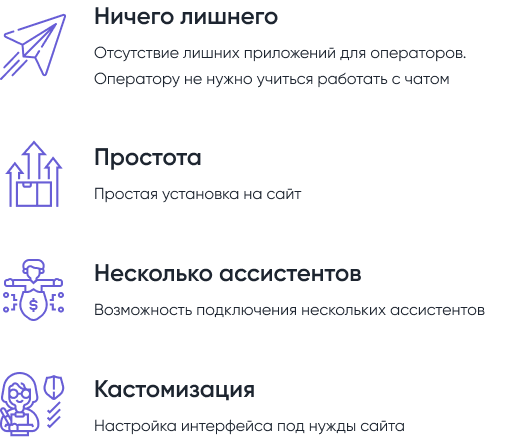 Ничего лишнего
Отсутствие лишних приложений для операторов.
Оператору не нужно учиться работать с чатом
Простота
Простая установка на сайт
Несколько ассистентов
Возможность подключения нескольких ассистентов
Кастомизация
Настройка интерфейса под нужды сайта